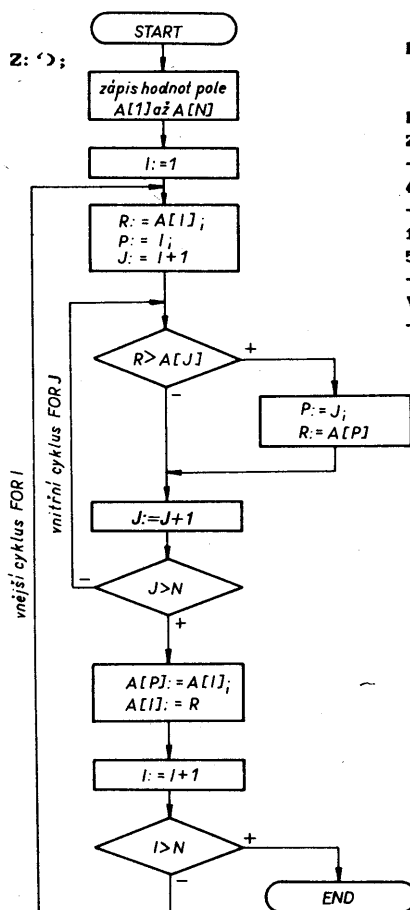 START
Z: ');
zápis hodnot pole
A[1] až A[N]
I:=1
R:= A[I];
P:= I;
J:= I+1
R> A[J]
+
-
P:= J;
R:= A[P]
J:=J+1
J>N
-
+
A[P]:= A[I];
A[I]:= R
I:= I+1
I>N
+
-
END
vnější cyklus FOR I
vnitřní cyklus FOR J